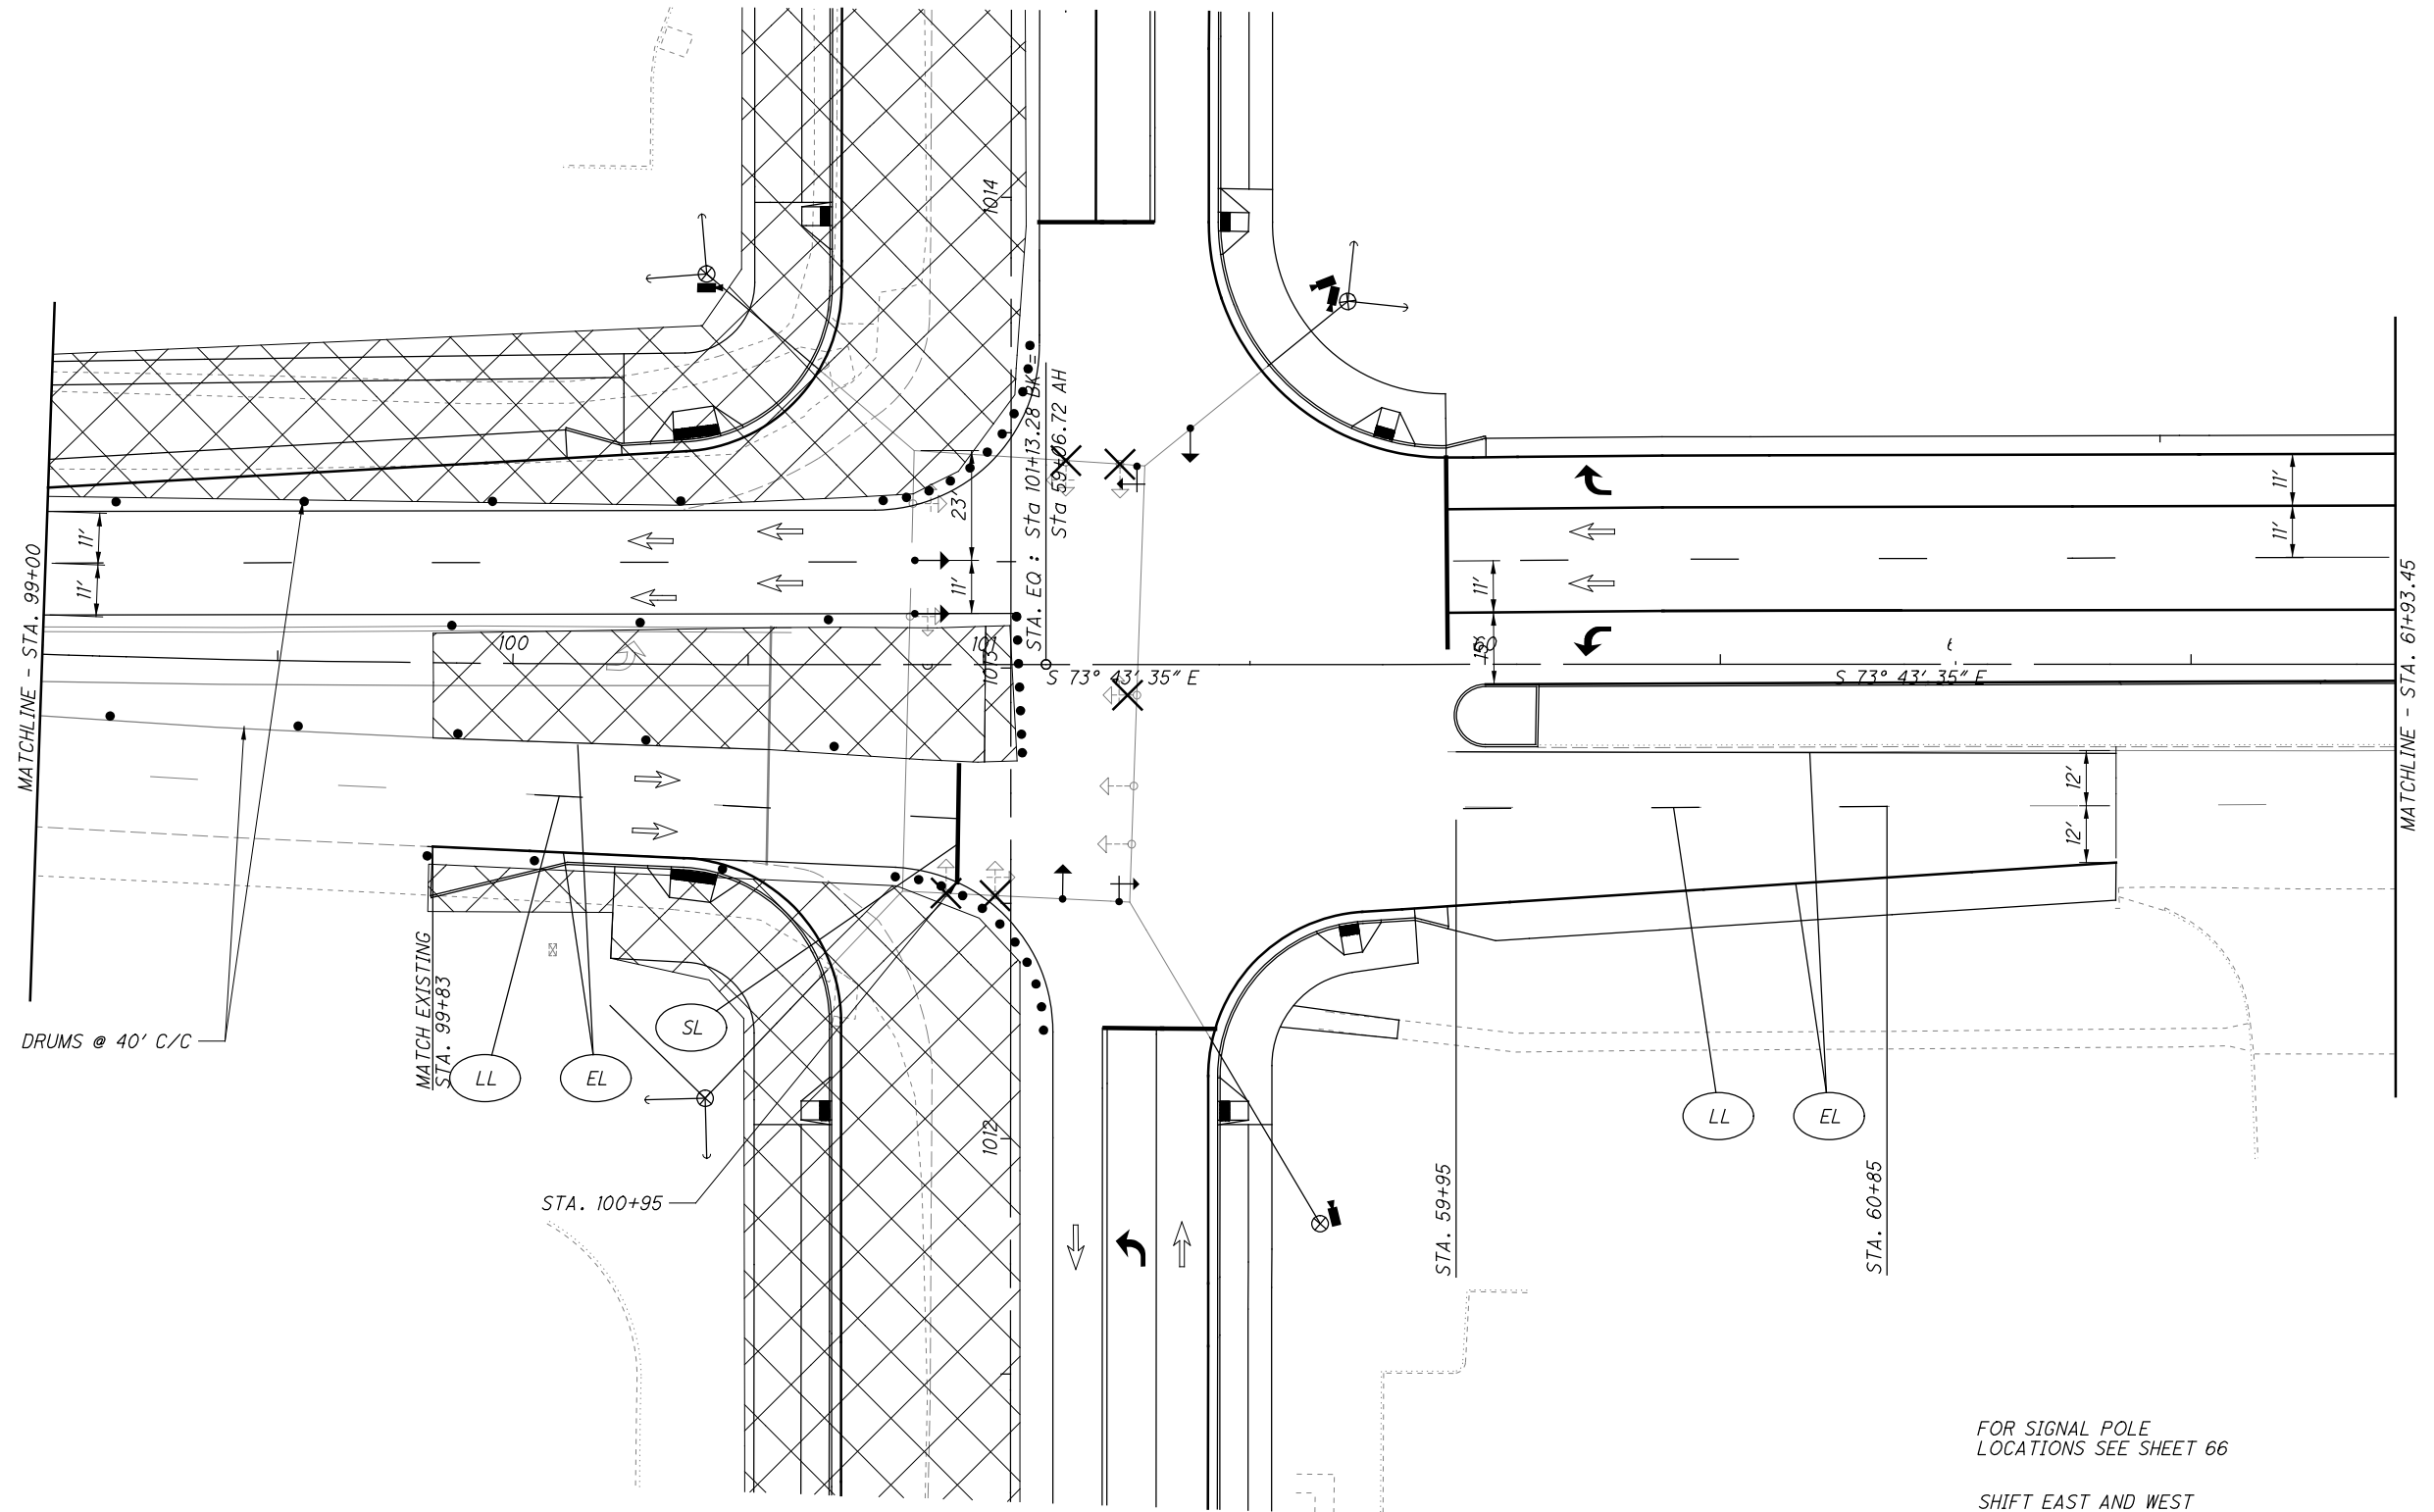 1014
STA. EQ: Sta 101+13.28 BK=
Sta 59+06.72 AH
23'
11'
11'
11'
11'
11'
11'
MATCHLINE - STA. 99+00
MATCHLINE - STA. 61+93.45
100
101
1013
60
S 73° 43' 35" E
S 73° 43' 35" E
12'
12'
MATCH EXISTING
STA. 99+83
DRUMS @ 40' C/C
SL
LL
EL
LL
EL
1012
STA. 100+95
STA. 59+95
STA. 60+85
FOR SIGNAL POLE
LOCATIONS SEE SHEET 66
SHIFT EAST AND WEST